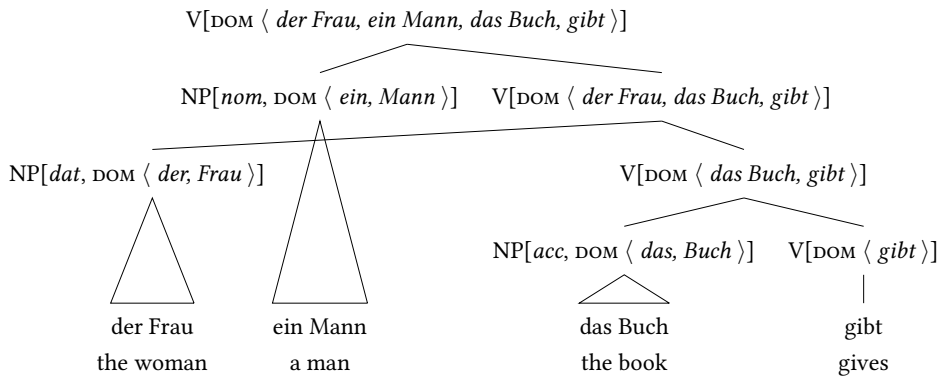 V[DOM ⟨ der Frau, ein Mann, das Buch, gibt ⟩]
NP[nom, DOM ⟨ ein, Mann ⟩] V[DOM ⟨ der Frau, das Buch, gibt ⟩]
NP[dat, DOM ⟨ der, Frau ⟩] V[DOM ⟨ das Buch, gibt ⟩]
NP[acc, DOM ⟨ das, Buch ⟩] V[DOM ⟨ gibt ⟩]
der Frau ein Mann das Buch gibt
the woman a man the book gives